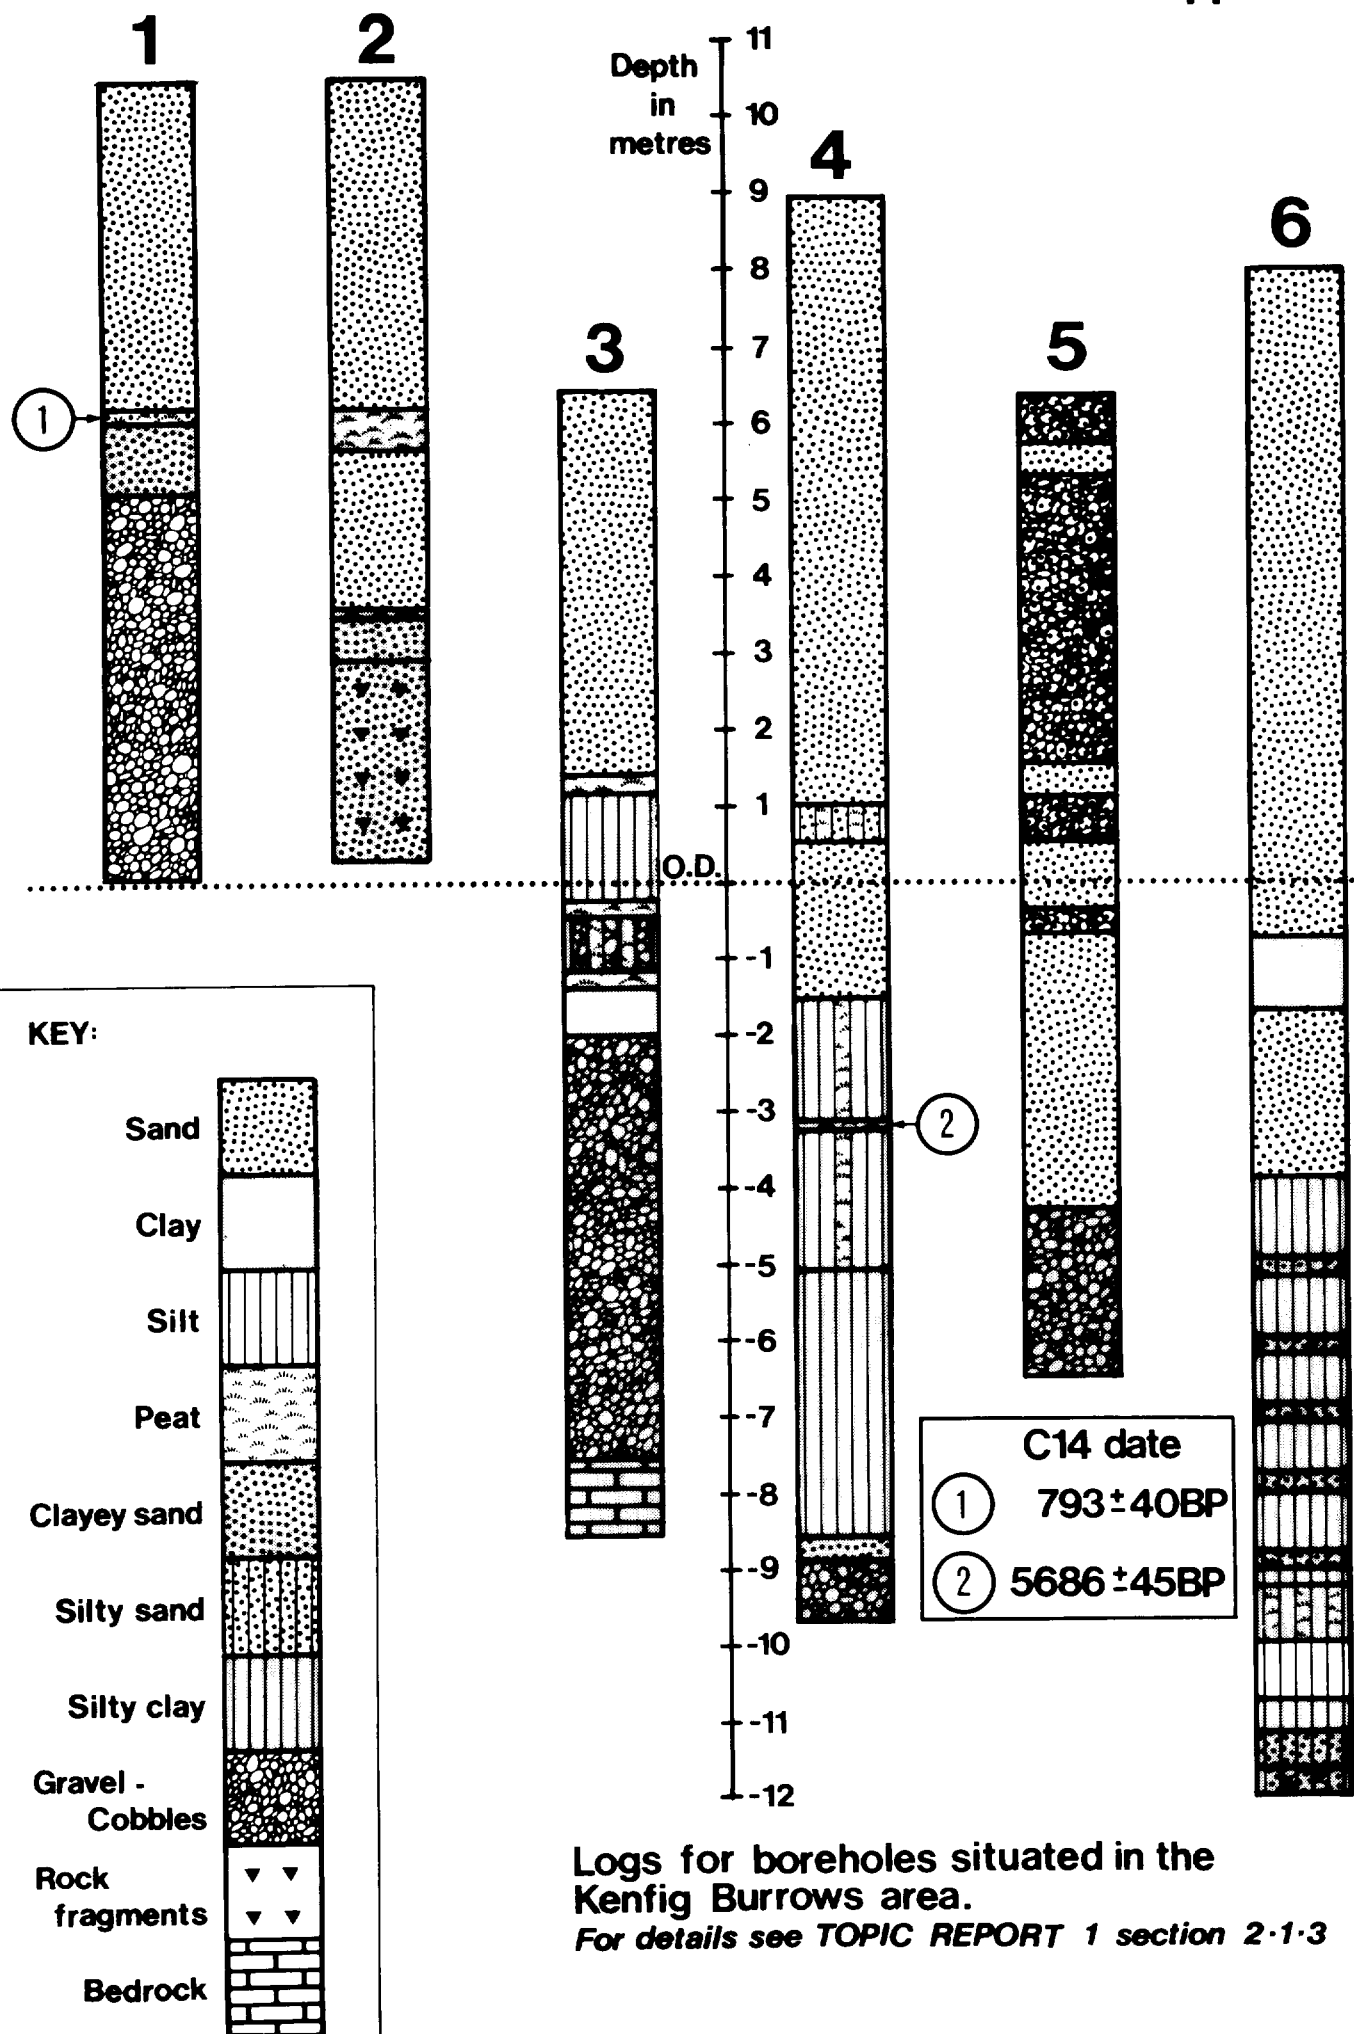 1
2
3
4
5
6
Depth
in
metres
11
10
9
8
7
6
5
4
3
2
1
O.D.
-1
-2
-3
-4
-5
-6
-7
-8
-9
-10
-11
-12
1
2
KEY:
Sand
Clay
Silt
Peat
Clayey sand
Silty sand
Silty clay
Gravel -
Cobbles
Rock
fragments
Bedrock
C14 date
1 793±40BP
2 5686±45BP
Logs for boreholes situated in the
Kenfig Burrows area.
For details see TOPIC REPORT 1 section 2·1·3